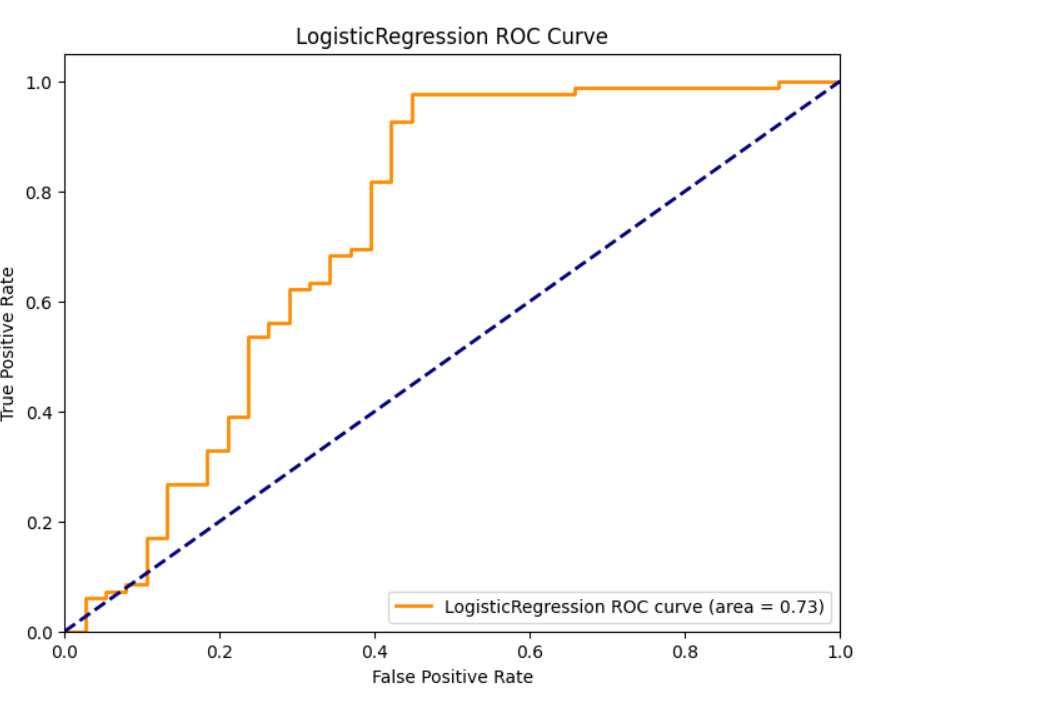 LogisticRegression ROC Curve
1.0
0.8
0.6
0.4
0.2
0.0
True Positive Rate
LogisticRegression ROC curve (area = 0.73)
0.0 0.2 0.4 0.6 0.8 1.0
False Positive Rate